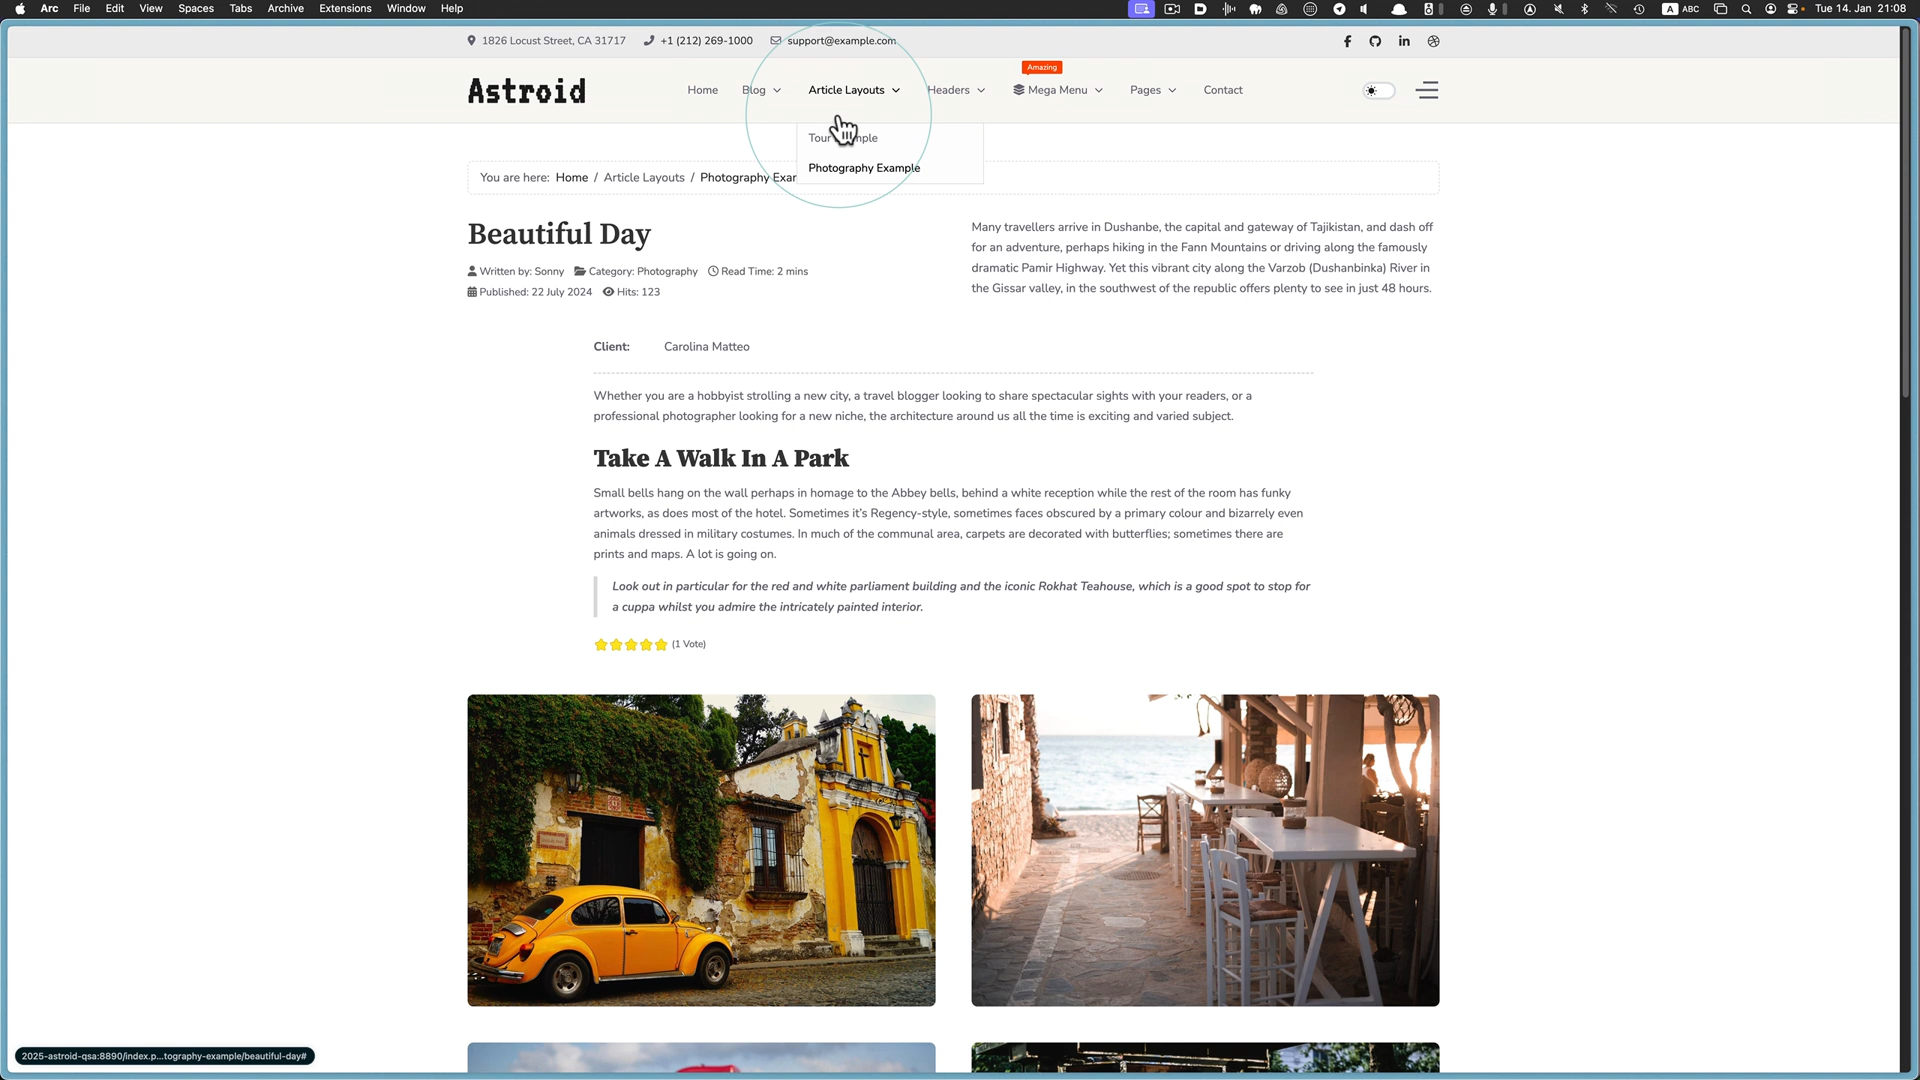 Arc File Edit View Spaces Tabs Archive Extensions Window Help
A ABC Tue 14. Jan 21:08
1826 Locust Street, CA 31717 +1 (212) 269-1000 support@example.com
Amazing
Astroid Home Blog Article Layouts Headers Mega Menu Pages Contact
Photography Example
You are here: Home / Article Layouts / Photography
Beautiful Day
Written by: Sonny Category: Photography Read Time: 2 mins
Published: 22 July 2024 Hits: 123
Many travellers arrive in Dushanbe, the capital and gateway of Tajikistan, and dash off
for an adventure, perhaps hiking in the Fann Mountains or driving along the famously
dramatic Pamir Highway. Yet this vibrant city along the Varzob (Dushanbinka) River in
the Gissar valley, in the southwest of the republic offers plenty to see in just 48 hours.
Client: Carolina Matteo
Whether you are a hobbyist strolling a new city, a travel blogger looking to share spectacular sights with your readers, or a
professional photographer looking for a new niche, the architecture around us all the time is exciting and varied subject.
Take A Walk In A Park
Small bells hang on the wall perhaps in homage to the Abbey bells, behind a white reception while the rest of the room has funky
artworks, as does most of the hotel. Sometimes it's Regency-style, sometimes faces obscured by a primary colour and bizarrely even
animals dressed in military costumes. In much of the communal area, carpets are decorated with butterflies; sometimes there are
prints and maps. A lot is going on.
Look out in particular for the red and white parliament building and the iconic Rokhat Teahouse, which is a good spot to stop for
a cuppa whilst you admire the intricately painted interior.
(1 Vote)
2025-astroid-qsa:8890/index.p...tography-example/beautiful-day#